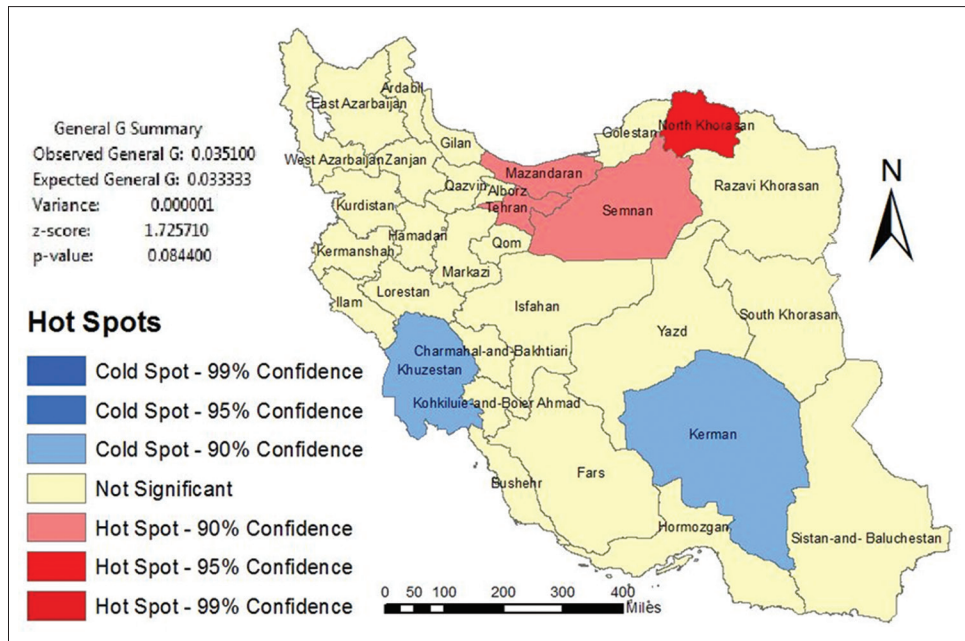 General G Summary
Observed General G: 0.035100
Expected General G: 0.033333
Variance: 0.000001
z-score: 1.725710
p-value: 0.084400
Hot Spots
Cold Spot - 99% Confidence
Cold Spot - 95% Confidence
Cold Spot - 90% Confidence
Not Significant
Hot Spot - 90% Confidence
Hot Spot - 95% Confidence
Hot Spot - 99% Confidence
Ardabil
East Azarbaijan
West Azarbaijan
Zanjan
Gilan
Mazandaran
Golestan
North Khorasan
Razavi Khorasan
Qazvin
Alborz
Tehran
Semnan
Kurdistan
Hamadan
Qom
Kermanshah
Markazi
Ilam
Lorestan
Isfahan
Yazd
South Khorasan
Charmahal-and-Bakhtiari
Khuzestan
Kohkiluie-and-Boier Ahmad
Kerman
Fars
Bushehr
Hormozgan
Sistan-and- Baluchestan
N
0 50 100 200 300 400
Miles